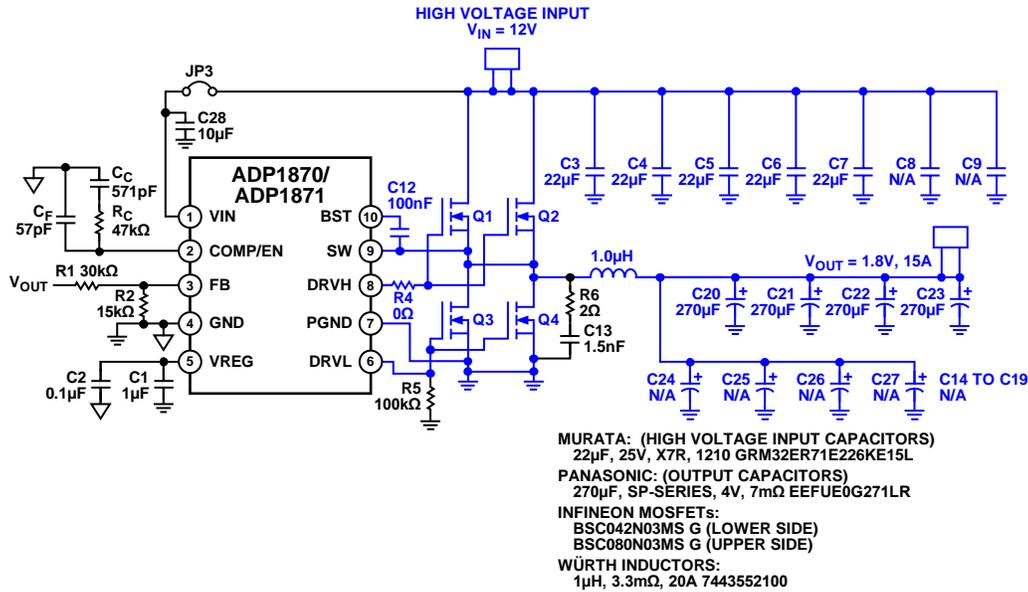 HIGH VOLTAGE INPUT
VIN = 12V
JP3
C28
10µF
CC
571pF
CF
57pF
RC
47kΩ
ADP1870/
ADP1871
1 VIN
2 COMP/EN
3 FB
4 GND
5 VREG
BST 10
SW 9
DRVH 8
PGND 7
DRVL 6
VOUT
R1 30kΩ
R2
15kΩ
C2
0.1µF
C1
1µF
C12
100nF
R4
0Ω
R5
100kΩ
Q1
Q2
Q3
Q4
C3
22µF
C4
22µF
C5
22µF
C6
22µF
C7
22µF
C8
N/A
C9
N/A
1.0µH
R6
2Ω
C13
1.5nF
VOUT = 1.8V, 15A
C20
270µF
C21
270µF
C22
270µF
C23
270µF
C24
N/A
C25
N/A
C26
N/A
C27
N/A
C14 TO C19
N/A
+
+
+
+
+
+
+
+
MURATA: (HIGH VOLTAGE INPUT CAPACITORS)
22µF, 25V, X7R, 1210 GRM32ER71E226KE15L
PANASONIC: (OUTPUT CAPACITORS)
270µF, SP-SERIES, 4V, 7mΩ EEFUE0G271LR
INFINEON MOSFETs:
BSC042N03MS G (LOWER SIDE)
BSC080N03MS G (UPPER SIDE)
WÜRTH INDUCTORS:
1µH, 3.3mΩ, 20A 7443552100